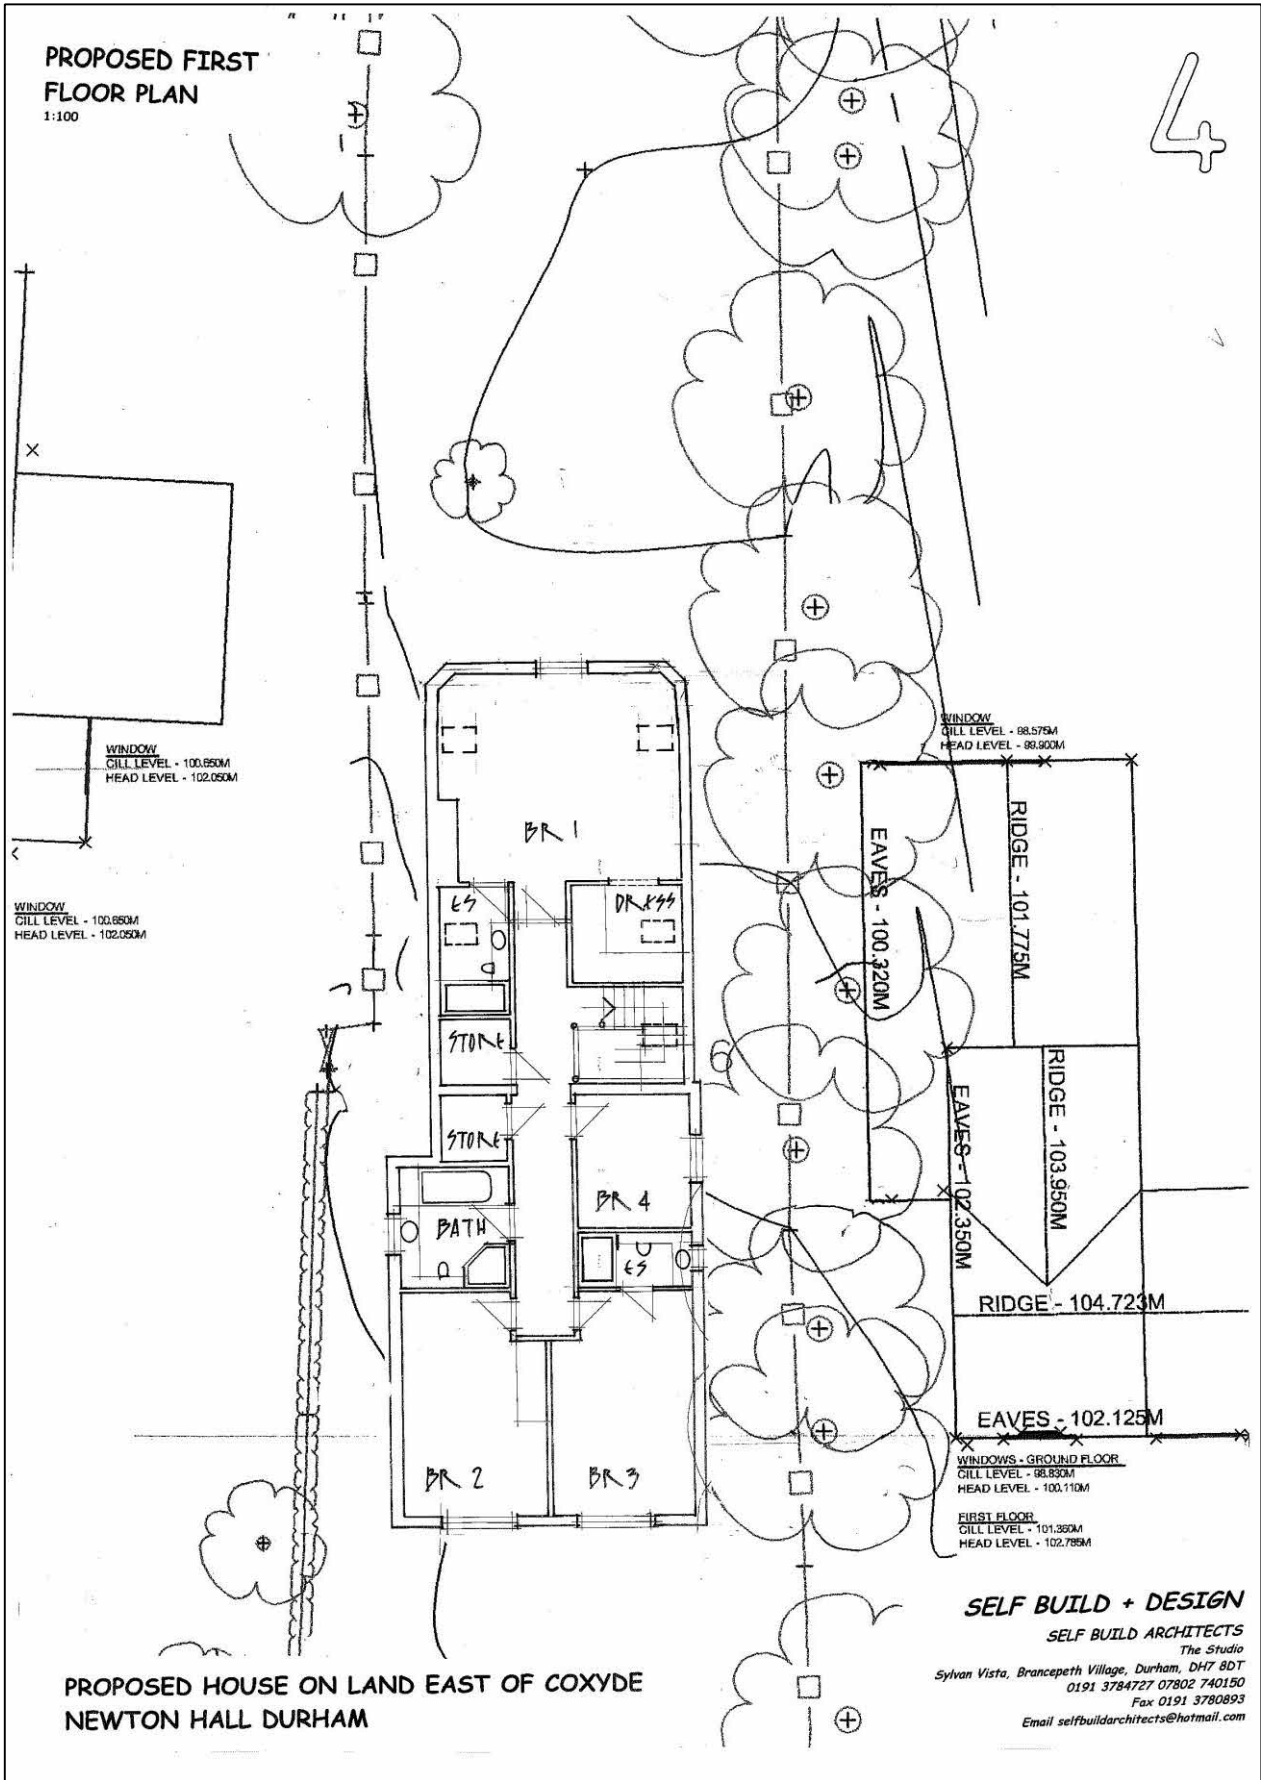 PROPOSED FIRST
FLOOR PLAN
1:100
4
WINDOW
CILL LEVEL - 100.850M
HEAD LEVEL - 102.050M
WINDOW
CILL LEVEL - 100.850M
HEAD LEVEL - 102.050M
BR 1
ES
DRESS
STORE
STORE
BATH
BR 4
ES
BR 2
BR 3
WINDOW
CILL LEVEL - 98.575M
HEAD LEVEL - 99.900M
EAVES - 100.320M
RIDGE - 101.775M
EAVES - 102.350M
RIDGE - 103.950M
RIDGE - 104.723M
EAVES - 102.125M
WINDOWS - GROUND FLOOR
CILL LEVEL - 98.830M
HEAD LEVEL - 100.110M
FIRST FLOOR
CILL LEVEL - 101.360M
HEAD LEVEL - 102.785M
SELF BUILD + DESIGN
SELF BUILD ARCHITECTS
The Studio
Sylvan Vista, Brancepeth Village, Durham, DH7 8DT
0191 3784727 07802 740150
Fax 0191 3780893
Email selfbuildarchitects@hotmail.com
PROPOSED HOUSE ON LAND EAST OF COXYDE
NEWTON HALL DURHAM